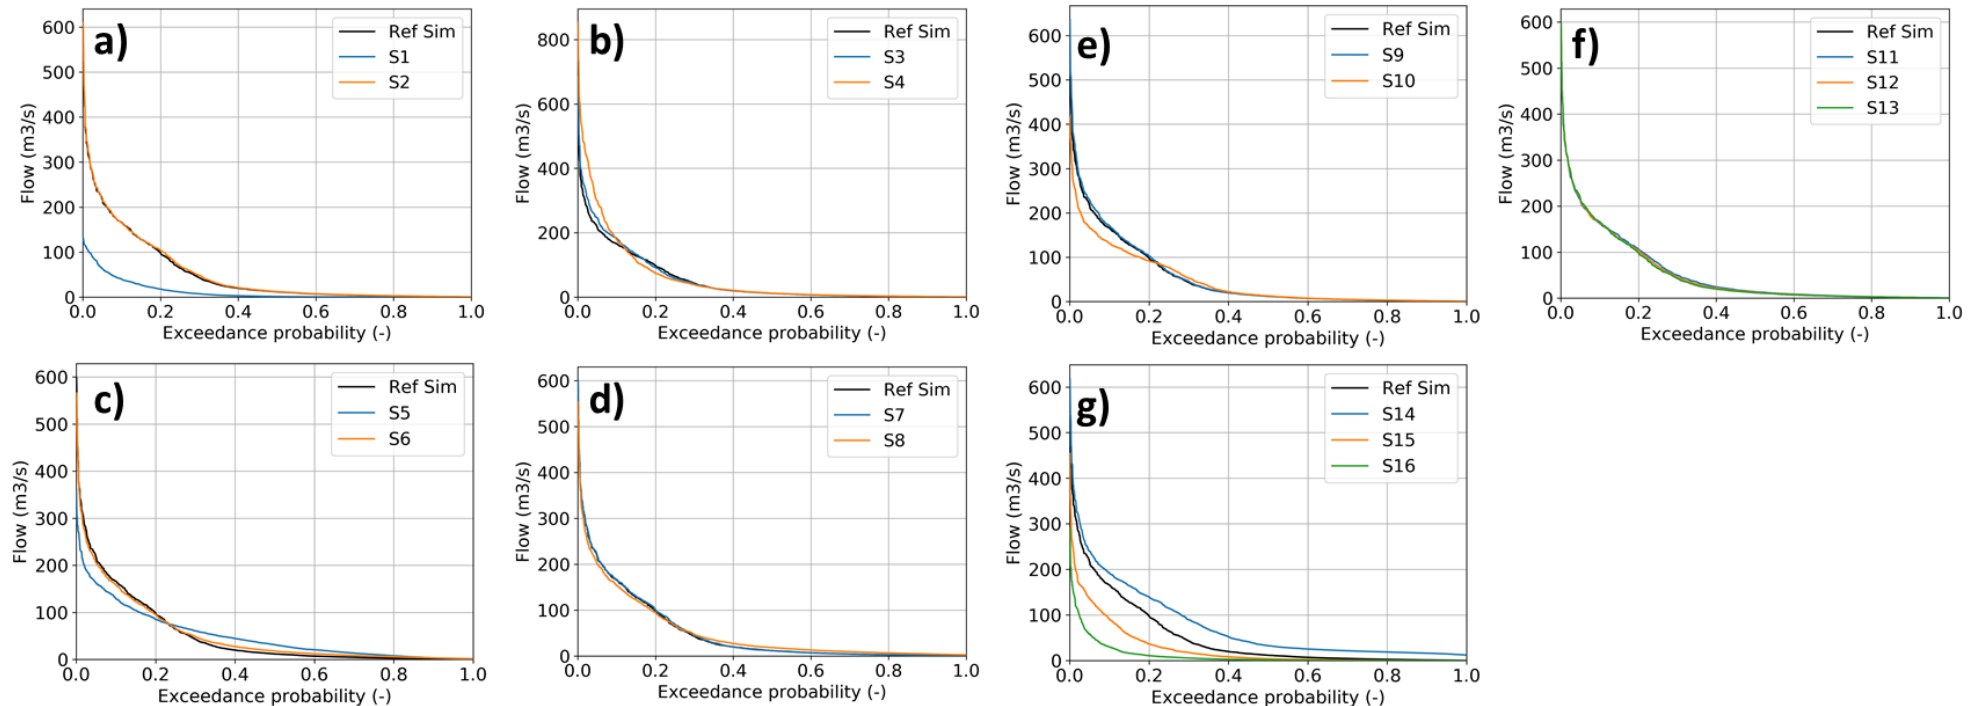 a)
Ref Sim
S1
S2
600
500
400
300
200
100
0
0.0 0.2 0.4 0.6 0.8 1.0
Flow (m3/s)
Exceedance probability (-)
b)
Ref Sim
S3
S4
800
600
400
200
0
0.0 0.2 0.4 0.6 0.8 1.0
Flow (m3/s)
Exceedance probability (-)
e)
Ref Sim
S9
S10
600
500
400
300
200
100
0
0.0 0.2 0.4 0.6 0.8 1.0
Flow (m3/s)
Exceedance probability (-)
f)
Ref Sim
S11
S12
S13
600
500
400
300
200
100
0
0.0 0.2 0.4 0.6 0.8 1.0
Flow (m3/s)
Exceedance probability (-)
c)
Ref Sim
S5
S6
600
500
400
300
200
100
0
0.0 0.2 0.4 0.6 0.8 1.0
Flow (m3/s)
Exceedance probability (-)
d)
Ref Sim
S7
S8
600
500
400
300
200
100
0
0.0 0.2 0.4 0.6 0.8 1.0
Flow (m3/s)
Exceedance probability (-)
g)
Ref Sim
S14
S15
S16
600
500
400
300
200
100
0
0.0 0.2 0.4 0.6 0.8 1.0
Flow (m3/s)
Exceedance probability (-)